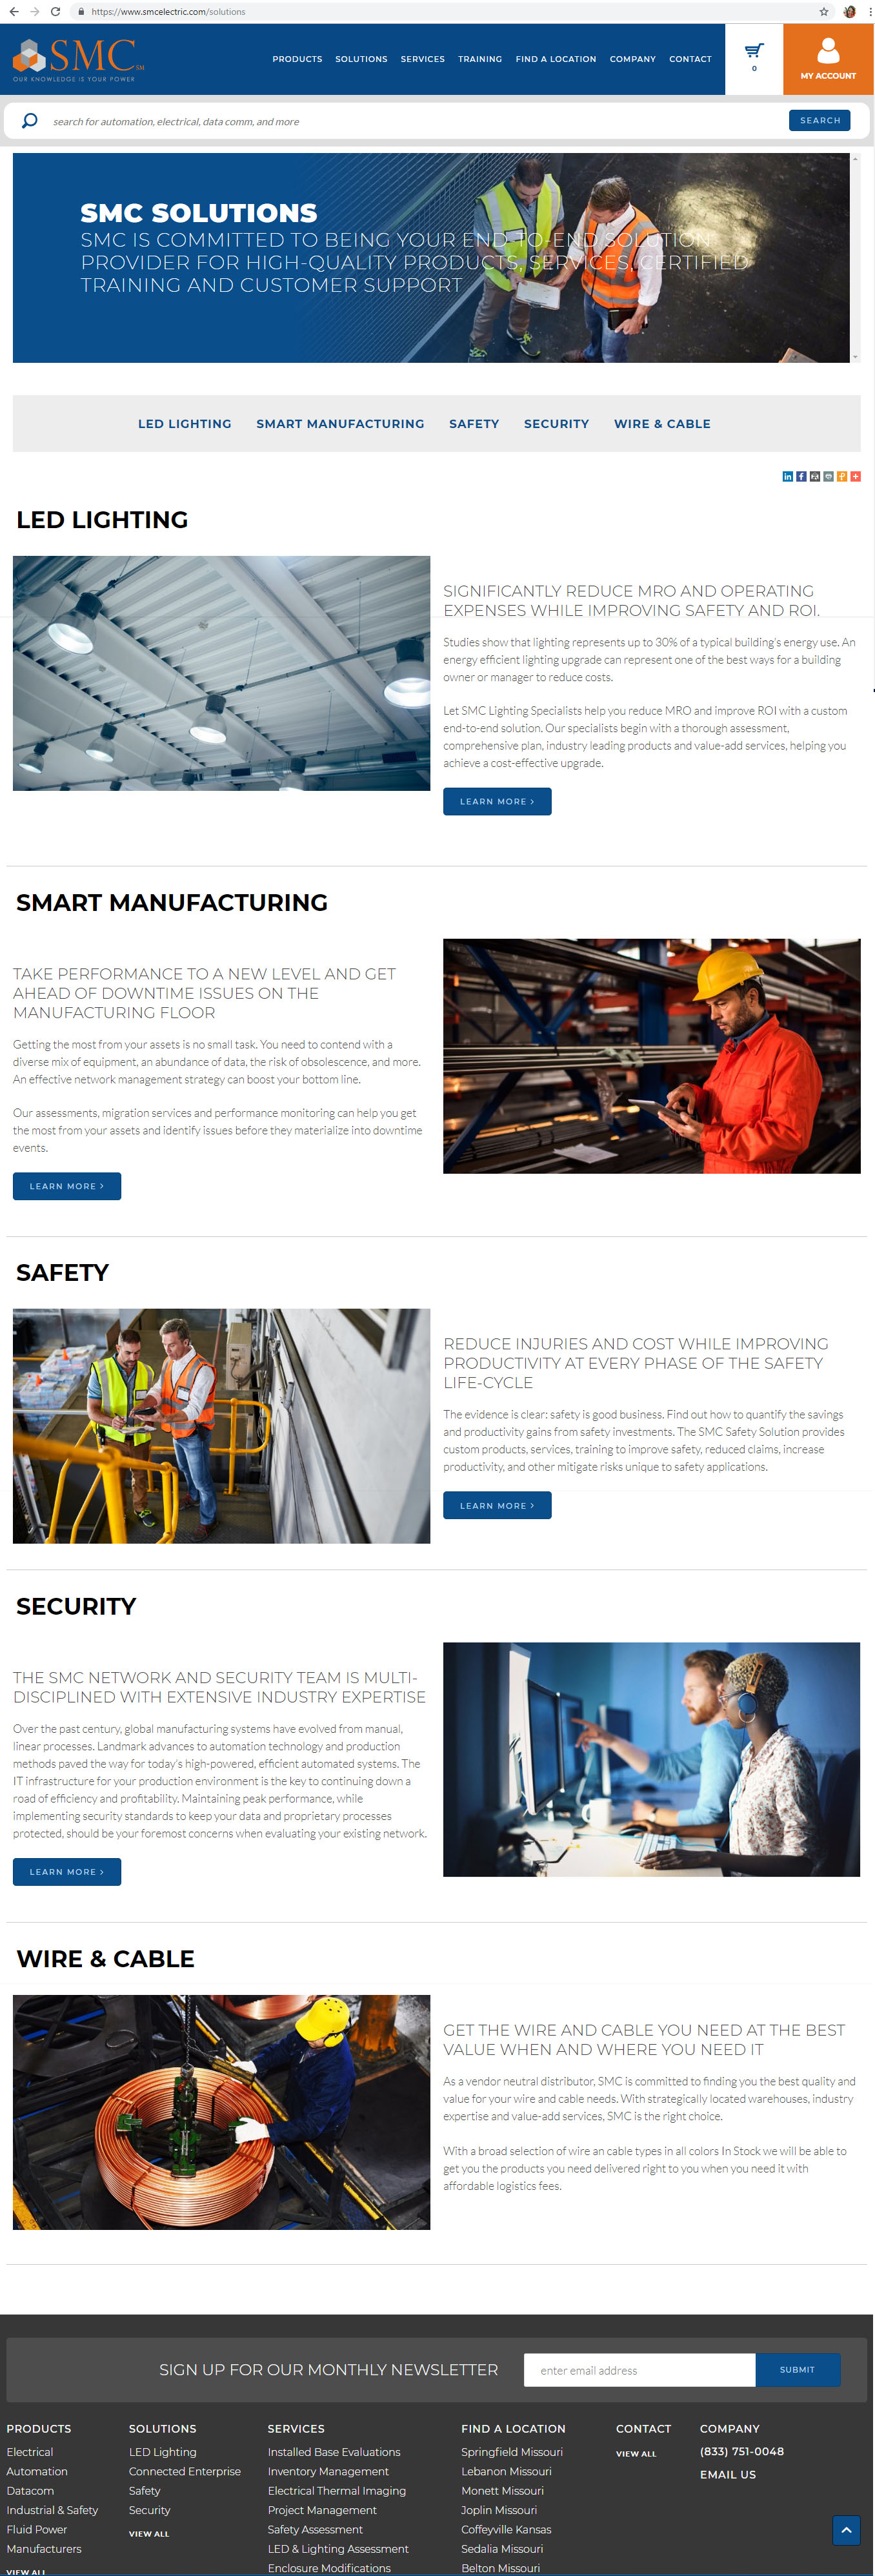 https://www.smcelectric.com/solutions
SMC SM
OUR KNOWLEDGE IS YOUR POWER
PRODUCTS SOLUTIONS SERVICES TRAINING FIND A LOCATION COMPANY CONTACT
0
MY ACCOUNT
search for automation, electrical, data comm, and more
SEARCH
SMC SOLUTIONS
SMC IS COMMITTED TO BEING YOUR END-TO-END SOLUTION
PROVIDER FOR HIGH-QUALITY PRODUCTS, SERVICES, CERTIFIED
TRAINING AND CUSTOMER SUPPORT
LED LIGHTING SMART MANUFACTURING SAFETY SECURITY WIRE & CABLE
LED LIGHTING
SIGNIFICANTLY REDUCE MRO AND OPERATING
EXPENSES WHILE IMPROVING SAFETY AND ROI.
Studies show that lighting represents up to 30% of a typical building's energy use. An
energy efficient lighting upgrade can represent one of the best ways for a building
owner or manager to reduce costs.
Let SMC Lighting Specialists help you reduce MRO and improve ROI with a custom
end-to-end solution. Our specialists begin with a thorough assessment,
comprehensive plan, industry leading products and value-add services, helping you
achieve a cost-effective upgrade.
LEARN MORE >
SMART MANUFACTURING
TAKE PERFORMANCE TO A NEW LEVEL AND GET
AHEAD OF DOWNTIME ISSUES ON THE
MANUFACTURING FLOOR
Getting the most from your assets is no small task. You need to contend with a
diverse mix of equipment, an abundance of data, the risk of obsolescence, and more.
An effective network management strategy can boost your bottom line.
Our assessments, migration services and performance monitoring can help you get
the most from your assets and identify issues before they materialize into downtime
events.
LEARN MORE >
SAFETY
REDUCE INJURIES AND COST WHILE IMPROVING
PRODUCTIVITY AT EVERY PHASE OF THE SAFETY
LIFE-CYCLE
The evidence is clear: safety is good business. Find out how to quantify the savings
and productivity gains from safety investments. The SMC Safety Solution provides
custom products, services, training to improve safety, reduced claims, increase
productivity, and other mitigate risks unique to safety applications.
LEARN MORE >
SECURITY
THE SMC NETWORK AND SECURITY TEAM IS MULTI-
DISCIPLINED WITH EXTENSIVE INDUSTRY EXPERTISE
Over the past century, global manufacturing systems have evolved from manual,
linear processes. Landmark advances to automation technology and production
methods paved the way for today's high-powered, efficient automated systems. The
IT infrastructure for your production environment is the key to continuing down a
road of efficiency and profitability. Maintaining peak performance, while
implementing security standards to keep your data and proprietary processes
protected, should be your foremost concerns when evaluating your existing network.
LEARN MORE >
WIRE & CABLE
GET THE WIRE AND CABLE YOU NEED AT THE BEST
VALUE WHEN AND WHERE YOU NEED IT
As a vendor neutral distributor, SMC is committed to finding you the best quality and
value for your wire and cable needs. With strategically located warehouses, industry
expertise and value-add services, SMC is the right choice.
With a broad selection of wire an cable types in all colors In Stock we will be able to
get you the products you need delivered right to you when you need it with
affordable logistics fees.
SIGN UP FOR OUR MONTHLY NEWSLETTER
enter email address
SUBMIT
PRODUCTS
Electrical
Automation
Datacom
Industrial & Safety
Fluid Power
Manufacturers
VIEW ALL
SOLUTIONS
LED Lighting
Connected Enterprise
Safety
Security
VIEW ALL
SERVICES
Installed Base Evaluations
Inventory Management
Electrical Thermal Imaging
Project Management
Safety Assessment
LED & Lighting Assessment
Enclosure Modifications
FIND A LOCATION
Springfield Missouri
Lebanon Missouri
Monett Missouri
Joplin Missouri
Coffeyville Kansas
Sedalia Missouri
Belton Missouri
CONTACT
VIEW ALL
COMPANY
(833) 751-0048
EMAIL US